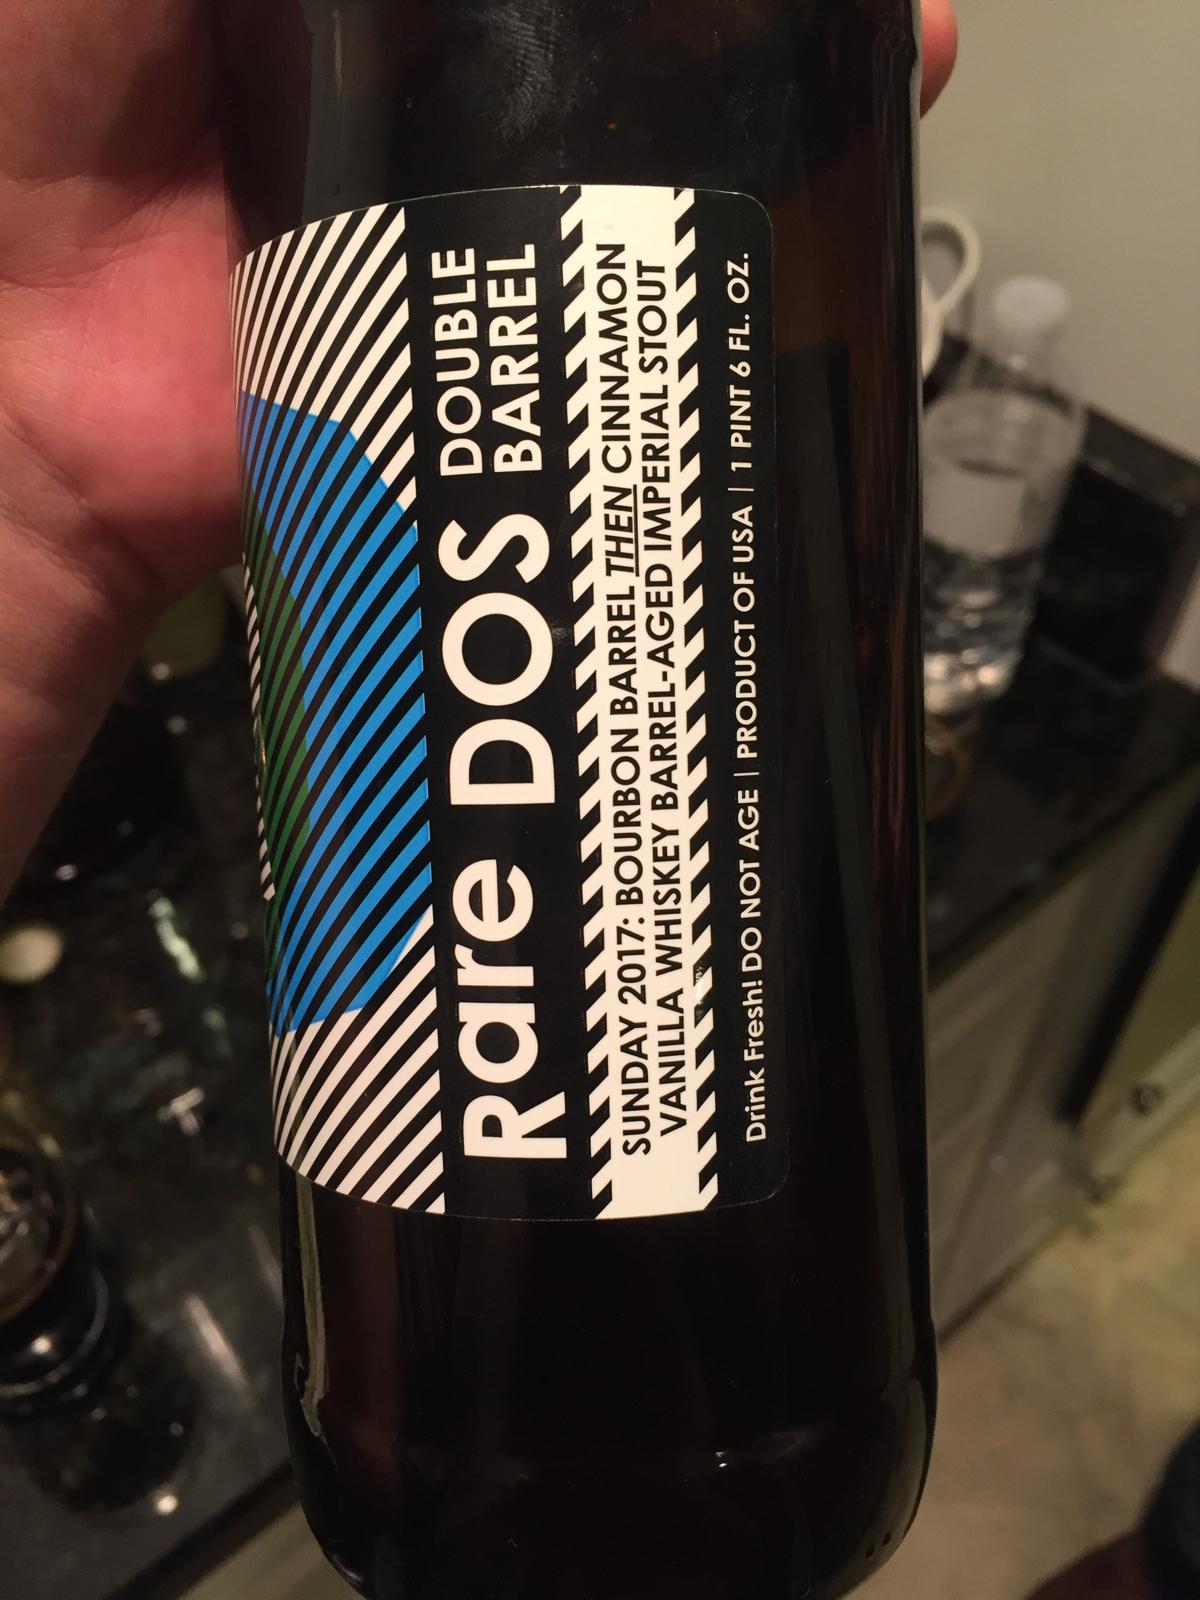 Rare DOS
DOUBLE
BARREL
SUNDAY 2017: BOURBON BARREL THEN CINNAMON
VANILLA WHISKEY BARREL-AGED IMPERIAL STOUT
Drink Fresh! DO NOT AGE | PRODUCT OF USA | 1 PINT 6 FL. OZ.